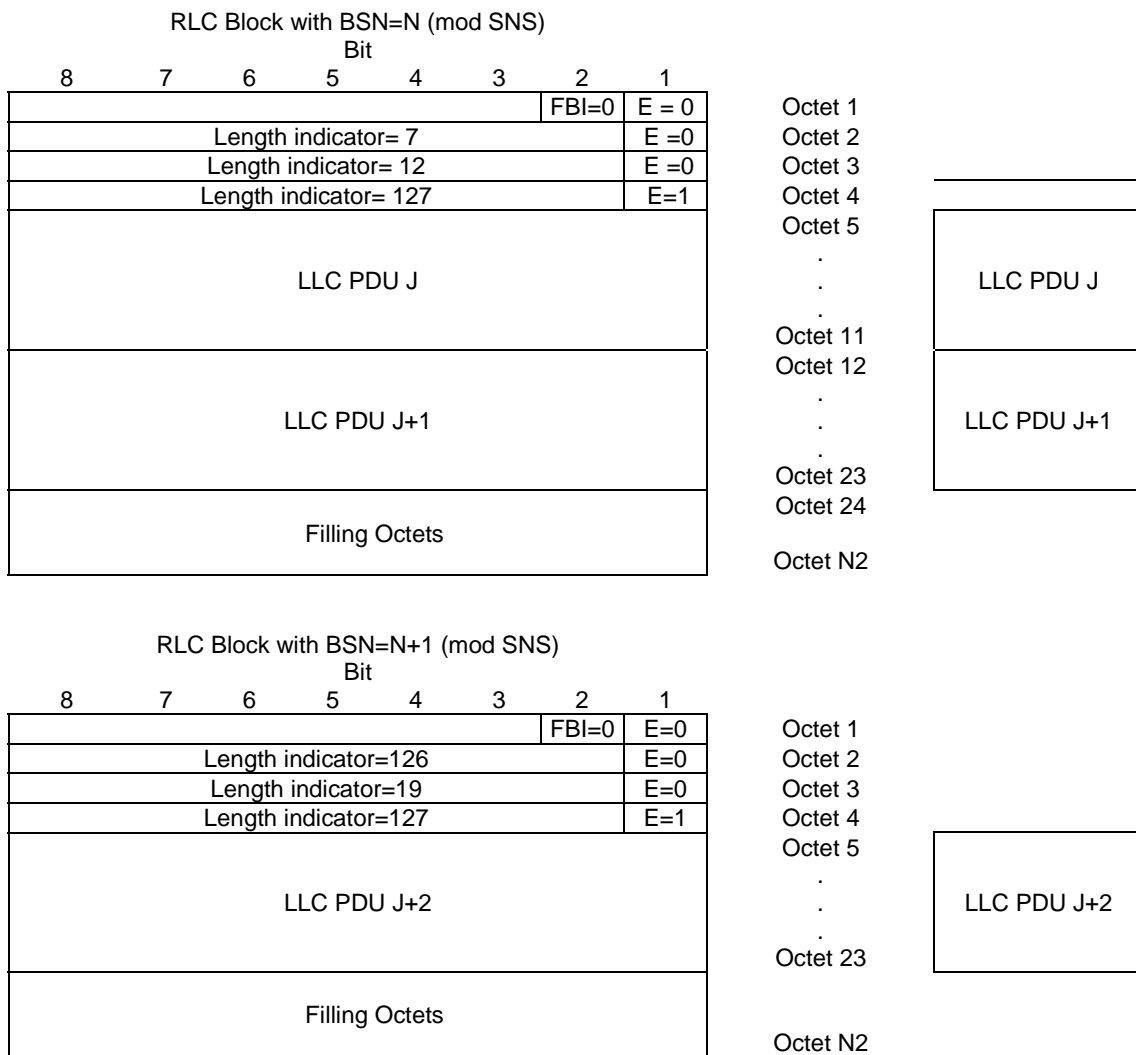 RLC Block with BSN=N (mod SNS)
Bit
8 7 6 5 4 3 2 1
FBI=0 E = 0 Octet 1
Length indicator= 7 E =0 Octet 2
Length indicator= 12 E =0 Octet 3
Length indicator= 127 E=1 Octet 4
Octet 5
.
LLC PDU J . LLC PDU J
.
Octet 11
Octet 12
.
LLC PDU J+1 . LLC PDU J+1
.
Octet 23
Octet 24
Filling Octets
Octet N2
RLC Block with BSN=N+1 (mod SNS)
Bit
8 7 6 5 4 3 2 1
FBI=0 E=0 Octet 1
Length indicator=126 E=0 Octet 2
Length indicator=19 E=0 Octet 3
Length indicator=127 E=1 Octet 4
Octet 5
.
LLC PDU J+2 . LLC PDU J+2
.
Octet 23
Filling Octets
Octet N2